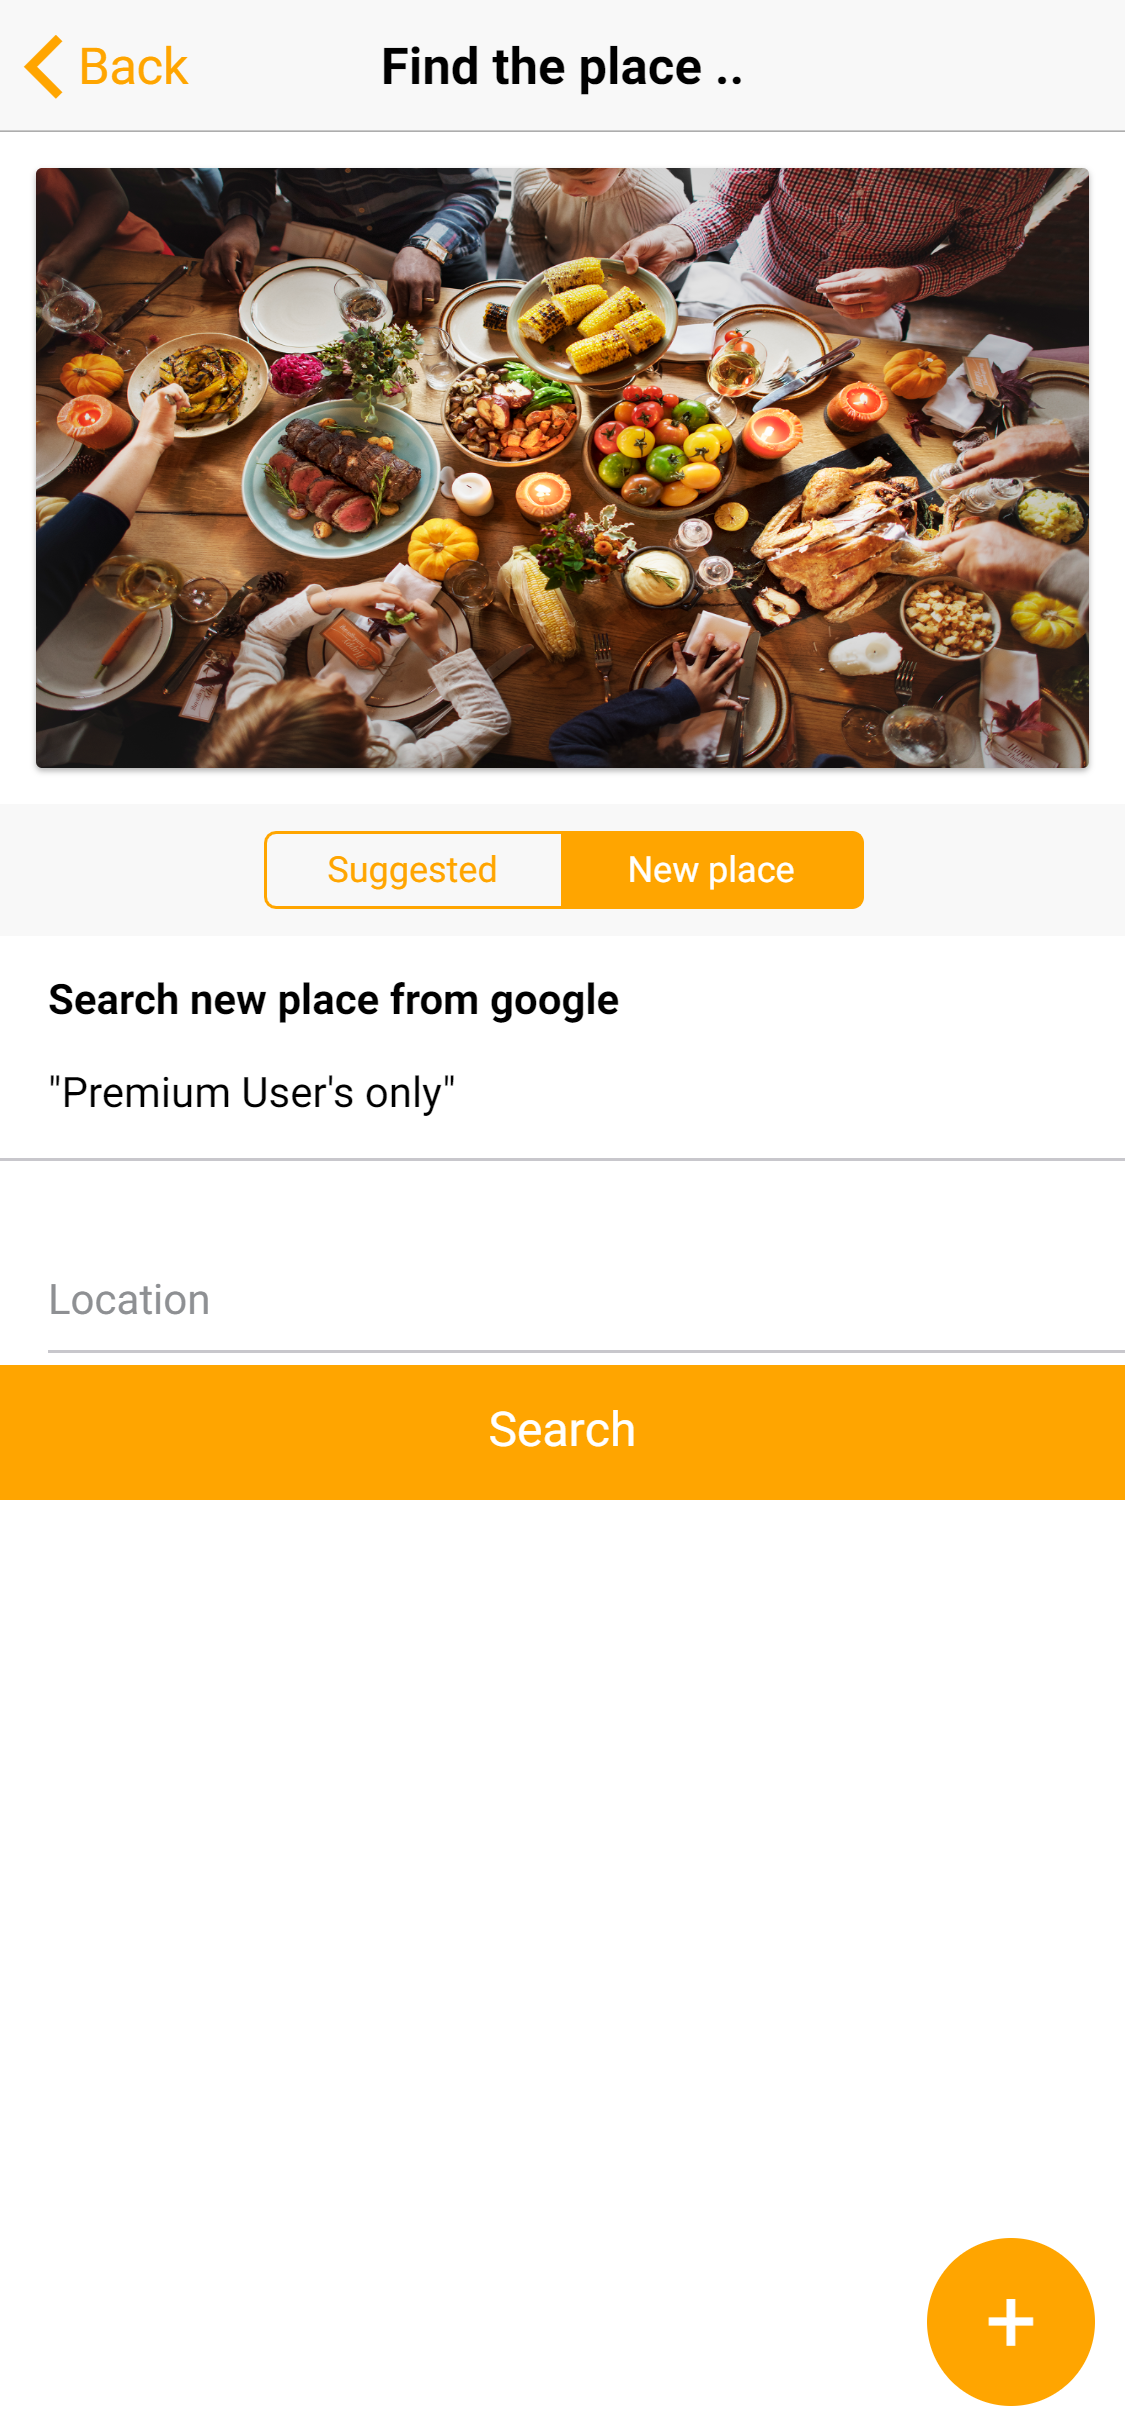 Back
Find the place ..
Suggested
New place
Search new place from google
"Premium User's only"
Location
Search
+